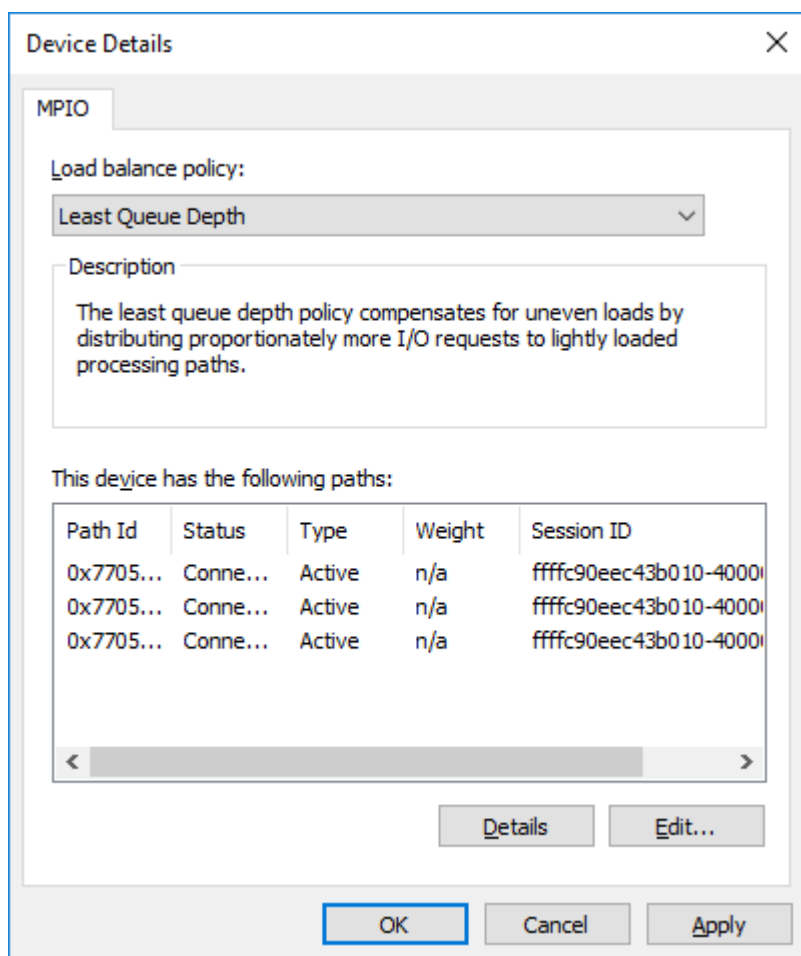 Device Details
MPIO
Load balance policy:
Least Queue Depth
Description
The least queue depth policy compensates for uneven loads by
distributing proportionately more I/O requests to lightly loaded
processing paths.
This device has the following paths:
Path Id Status Type Weight Session ID
0x7705... Conne... Active n/a ffffc90eec43b010-4000
0x7705... Conne... Active n/a ffffc90eec43b010-4000
0x7705... Conne... Active n/a ffffc90eec43b010-4000
Details Edit...
OK Cancel Apply